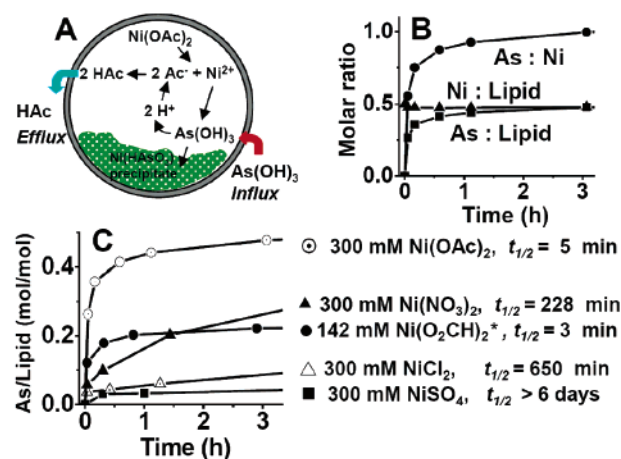 A
Ni(OAc)₂
2 HAc
2 Ac⁻ + Ni²⁺
2 H⁺
HAc
Efflux
As(OH)₃
Ni(HAsO₃)
precipitate
As(OH)₃
Influx
B
Molar ratio
1.0
0.5
0.0
As : Ni
Ni : Lipid
As : Lipid
0 1 2 3
Time (h)
C
As/Lipid (mol/mol)
0.4
0.2
0.0
0 1 2 3
Time (h)
300 mM Ni(OAc)₂, t₁/₂ = 5 min
300 mM Ni(NO₃)₂, t₁/₂ = 228 min
142 mM Ni(O₂CH)₂*, t₁/₂ = 3 min
300 mM NiCl₂, t₁/₂ = 650 min
300 mM NiSO₄, t₁/₂ > 6 days